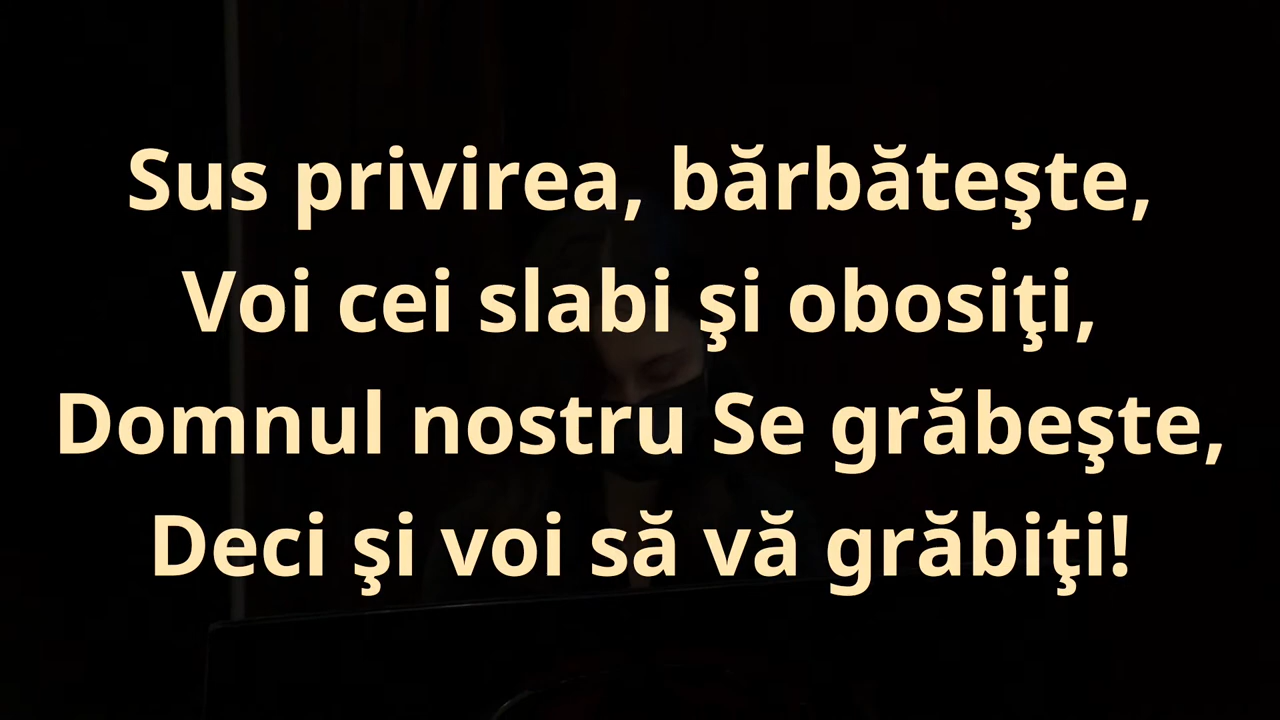 Sus privirea, bărbăteşte,
Voi cei slabi şi obosiţi,
Domnul nostru Se grăbeşte,
Deci şi voi să vă grăbiţi!